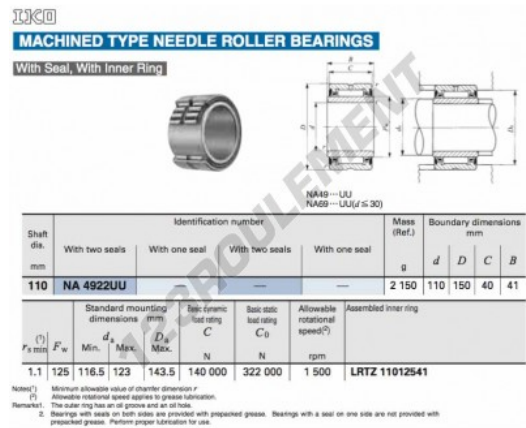 IKO
MACHINED TYPE NEEDLE ROLLER BEARINGS
With Seal, With Inner Ring
B
C
D
d
NA49 ··· UU
NA69 ··· UU(d ≤ 30)
123ROULEMENT
Shaft dia. mm
Identification number
Mass (Ref.) g
Boundary dimensions mm
With two seals With one seal With two seals With one seal
d D C B
110 NA 4922UU — — — 2 150 110 150 40 41
rs min (1) Fw
Standard mounting dimensions mm
da Min. Max. Da Max.
Basic dynamic load rating C N
Basic static load rating C0 N
Allowable rotational speed(2) rpm
Assembled inner ring
1.1 125 116.5 123 143.5 140 000 322 000 1 500 LRTZ 11012541
Notes(1) Minimum allowable value of chamfer dimension r
(2) Allowable rotational speed applies to grease lubrication.
Remarks1. The outer ring has an oil groove and an oil hole.
2. Bearings with seals on both sides are provided with prepacked grease. Bearings with a seal on one side are not provided with
prepacked grease. Perform proper lubrication for use.